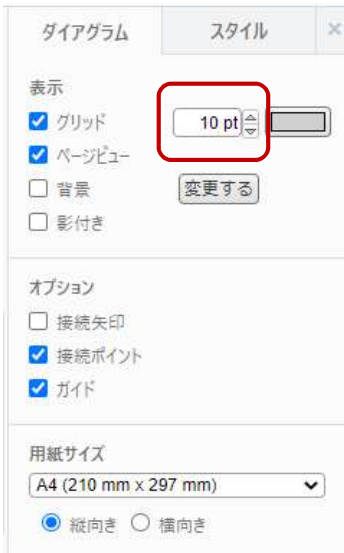 ダイアグラム スタイル ×
表示
グリッド 10 pt
ページビュー
背景 変更する
影付き
オプション
接続矢印
接続ポイント
ガイド
用紙サイズ
A4 (210 mm x 297 mm)
縦向き 横向き